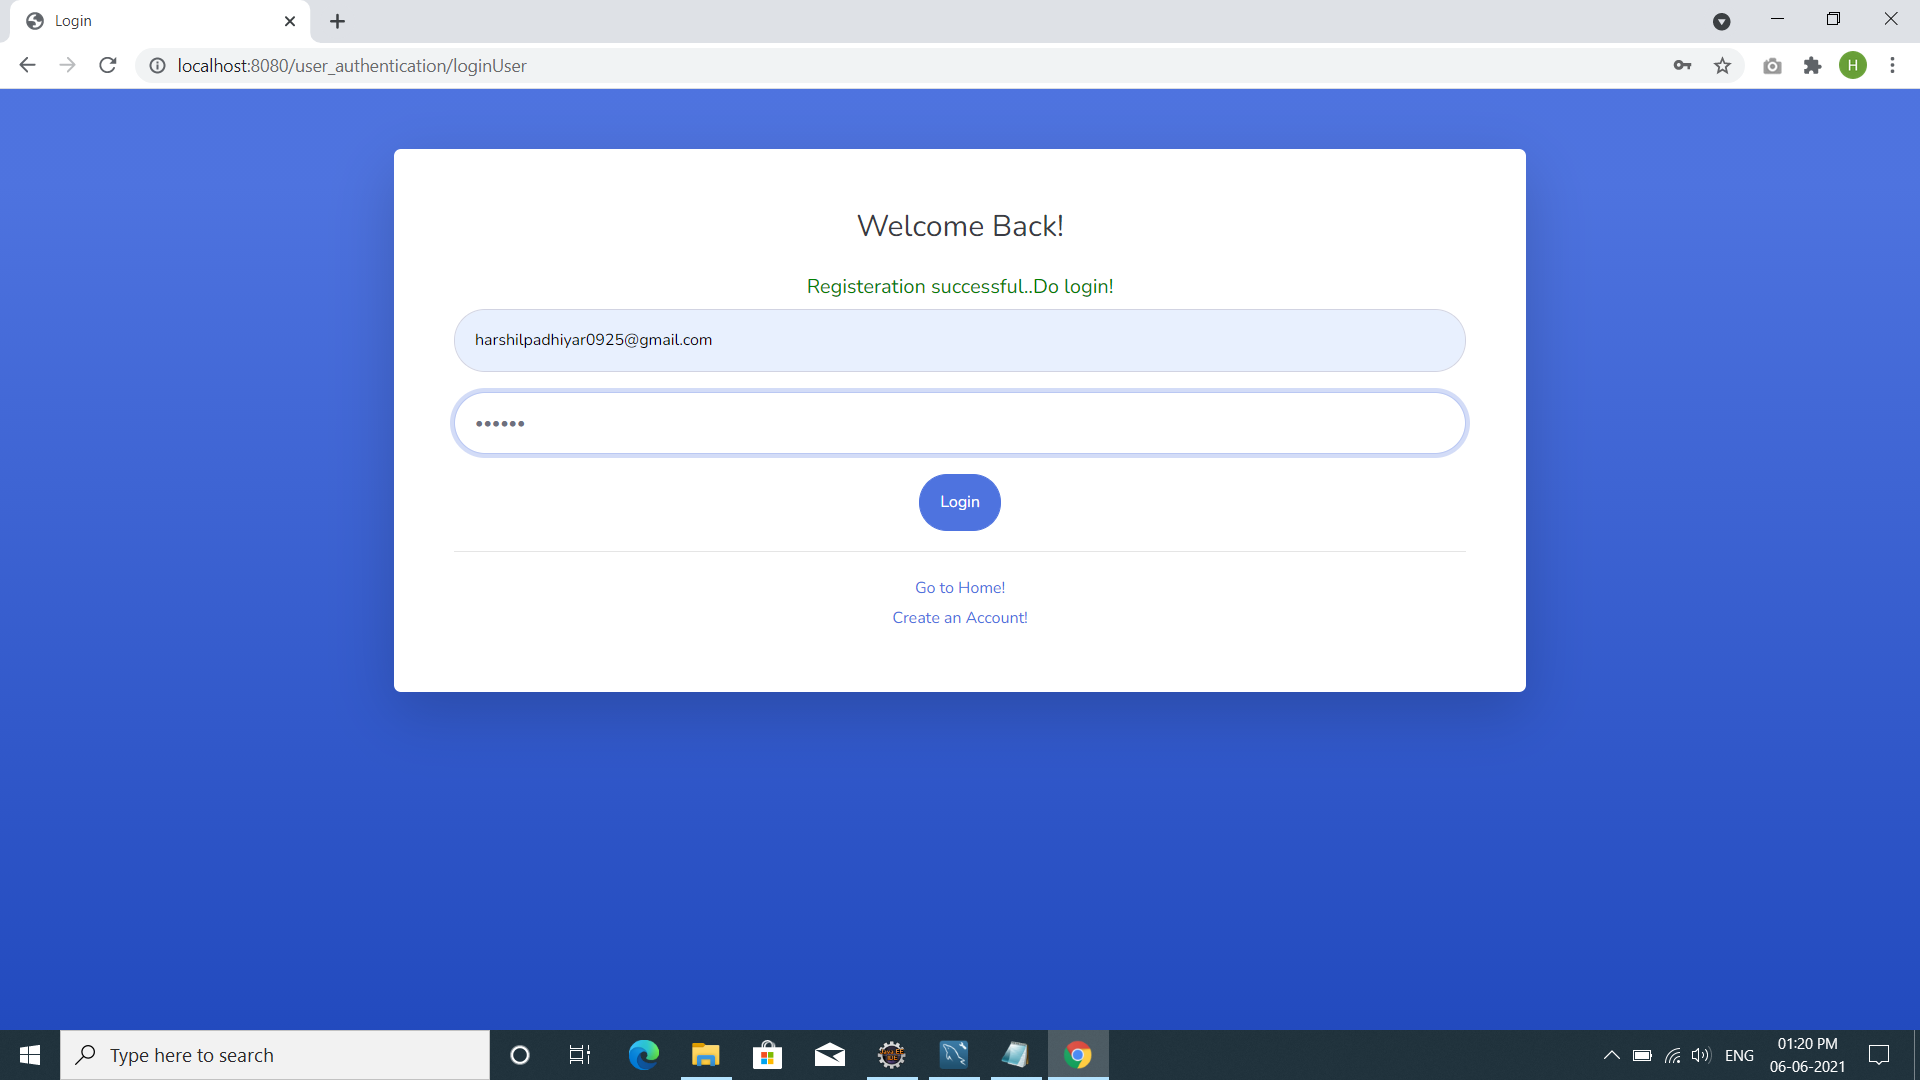 Login
localhost:8080/user_authentication/loginUser
H
Welcome Back!
Registeration successful..Do login!
harshilpadhiyar0925@gmail.com
••••••
Login
Go to Home!
Create an Account!
Type here to search
ENG
01:20 PM
06-06-2021